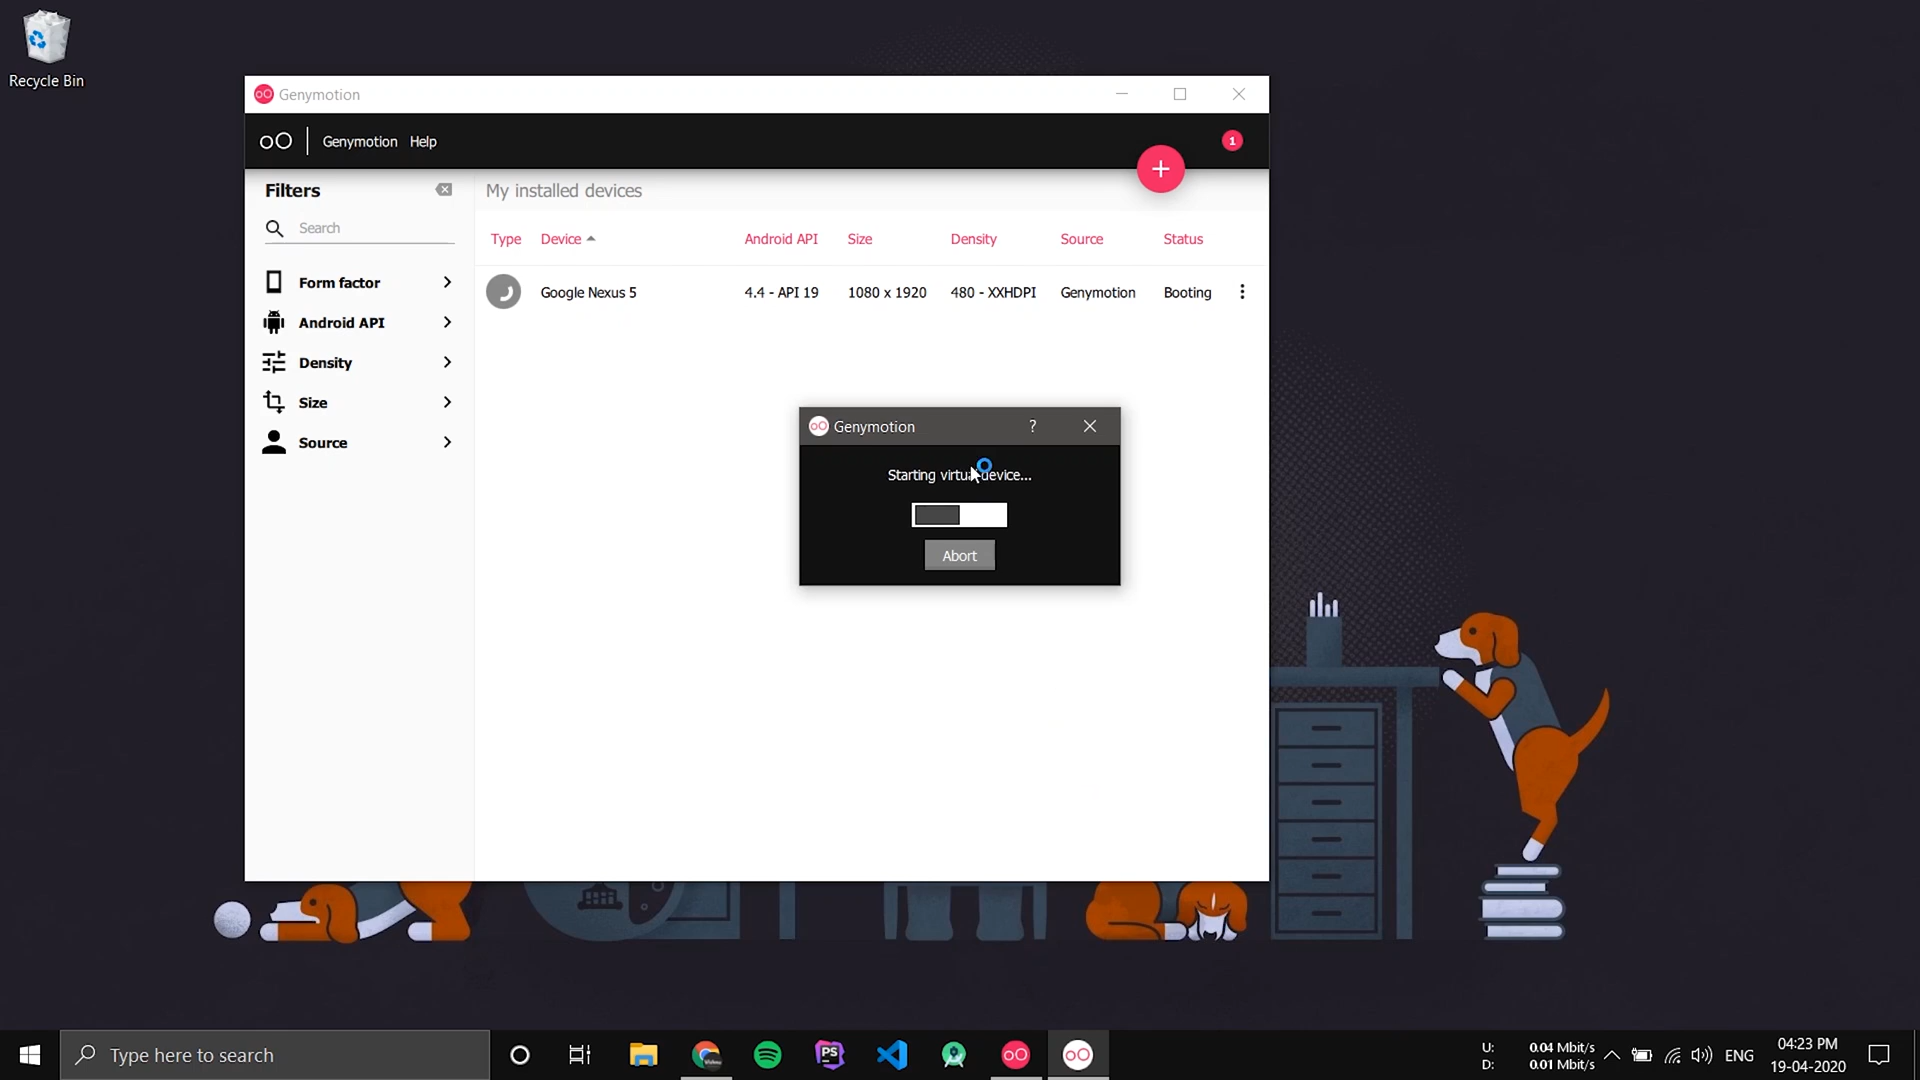 Recycle Bin
Genymotion
Genymotion Help
1
Filters
Search
Form factor
Android API
Density
Size
Source
My installed devices
Type Device Android API Size Density Source Status
Google Nexus 5 4.4 - API 19 1080 x 1920 480 - XXHDPI Genymotion Booting
Genymotion ?
Starting virtual device...
Abort
Type here to search
PS
U: 0.04 Mbit/s
D: 0.01 Mbit/s
ENG
04:23 PM
19-04-2020